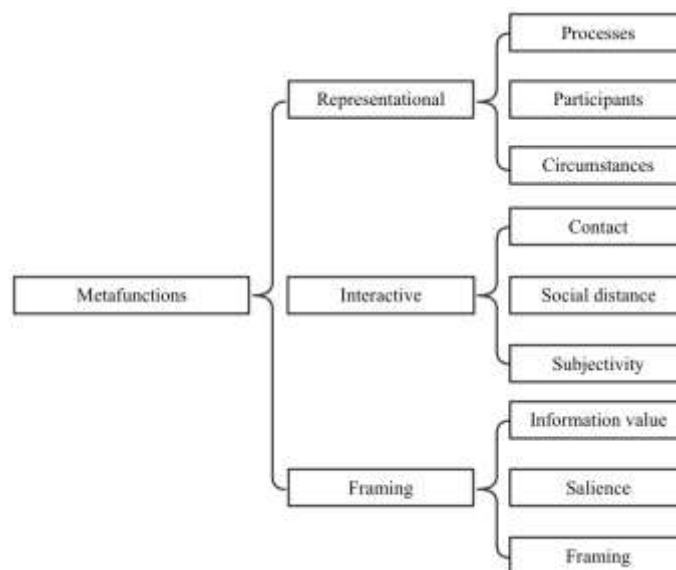 Processes
Representational
Participants
Circumstances
Contact
Metafunctions
Interactive
Social distance
Subjectivity
Information value
Framing
Salience
Framing